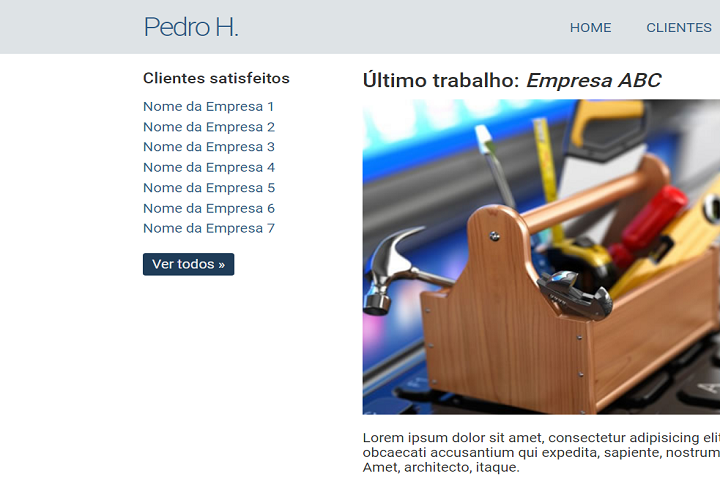 Pedro H.
HOME
CLIENTES
Clientes satisfeitos
Nome da Empresa 1
Nome da Empresa 2
Nome da Empresa 3
Nome da Empresa 4
Nome da Empresa 5
Nome da Empresa 6
Nome da Empresa 7
Ver todos »
Último trabalho: Empresa ABC
Lorem ipsum dolor sit amet, consectetur adipisicing elit
obcaecati accusantium qui expedita, sapiente, nostrum
Amet, architecto, itaque.